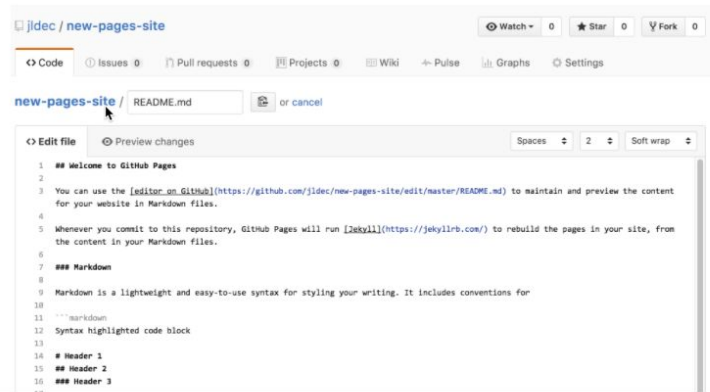 jldec / new-pages-site
Watch 0 Star 0 Fork 0
Code Issues 0 Pull requests 0 Projects 0 Wiki Pulse Graphs Settings
new-pages-site / README.md or cancel
Edit file Preview changes Spaces 2 Soft wrap
1 ## Welcome to GitHub Pages
2
3 You can use the [editor on GitHub](https://github.com/jldec/new-pages-site/edit/master/README.md) to maintain and preview the content
for your website in Markdown files.
4
5 Whenever you commit to this repository, GitHub Pages will run [Jekyll](https://jekyllrb.com/) to rebuild the pages in your site, from
the content in your Markdown files.
6
7 ### Markdown
8
9 Markdown is a lightweight and easy-to-use syntax for styling your writing. It includes conventions for
10
11 ```markdown
12 Syntax highlighted code block
13
14 # Header 1
15 ## Header 2
16 ### Header 3